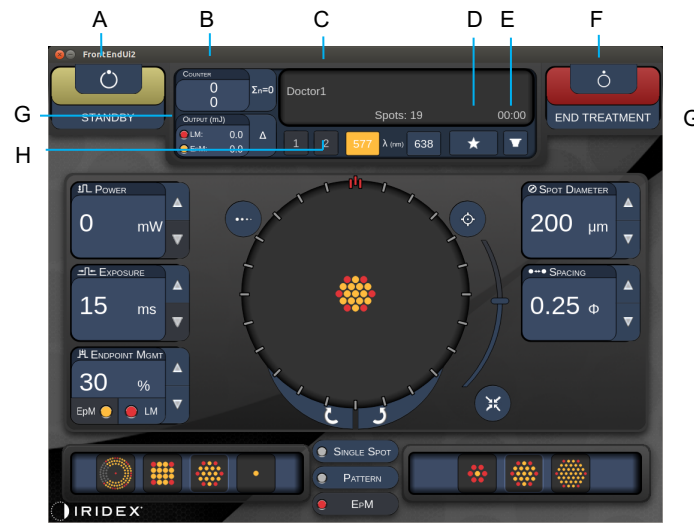 A
B
C
D
E
F
FrontEndUi2
STANDBY
COUNTER
0
0
Σn=0
Doctor1
Spots: 19
00:00
END TREATMENT
G
G
OUTPUT (mJ)
LM: 0.0
EPM: 0.0
Δ
H
1
2
577
λ (nm)
638
POWER
0 mW
EXPOSURE
15 ms
ENDPOINT MGMT
30 %
EpM
LM
SPOT DIAMETER
200 μm
SPACING
0.25 Φ
SINGLE SPOT
PATTERN
EPM
IRIDEX